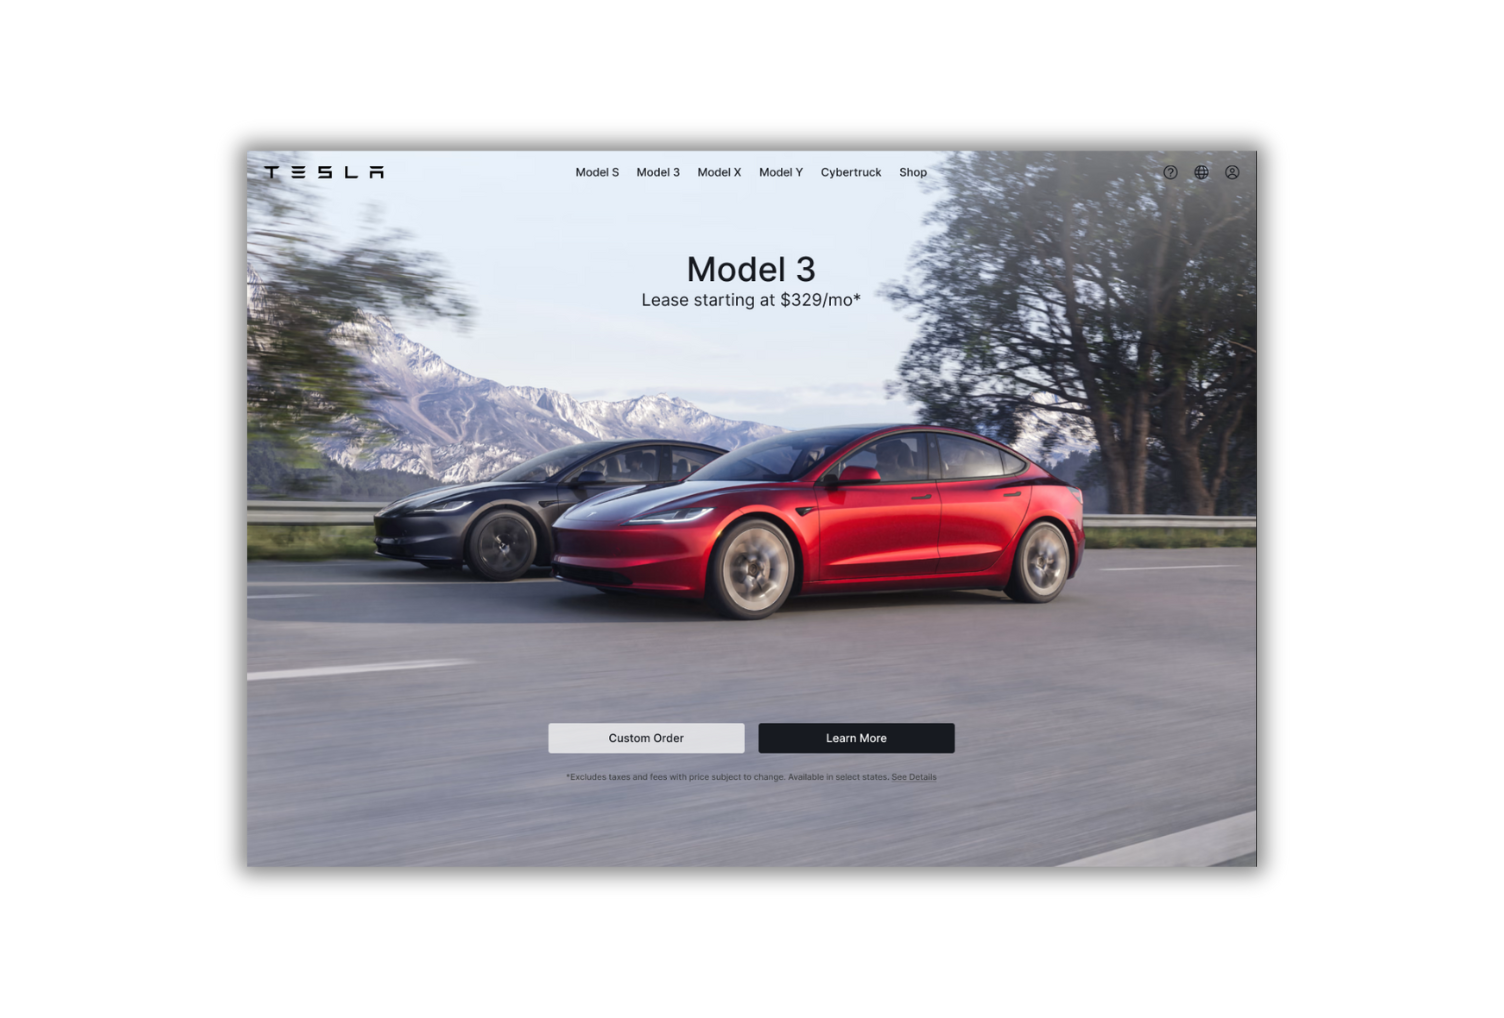 TESLA Model S Model 3 Model X Model Y Cybertruck Shop
Model 3
Lease starting at $329/mo*
Custom Order Learn More
*Excludes taxes and fees with price subject to change. Available in select states. See Details